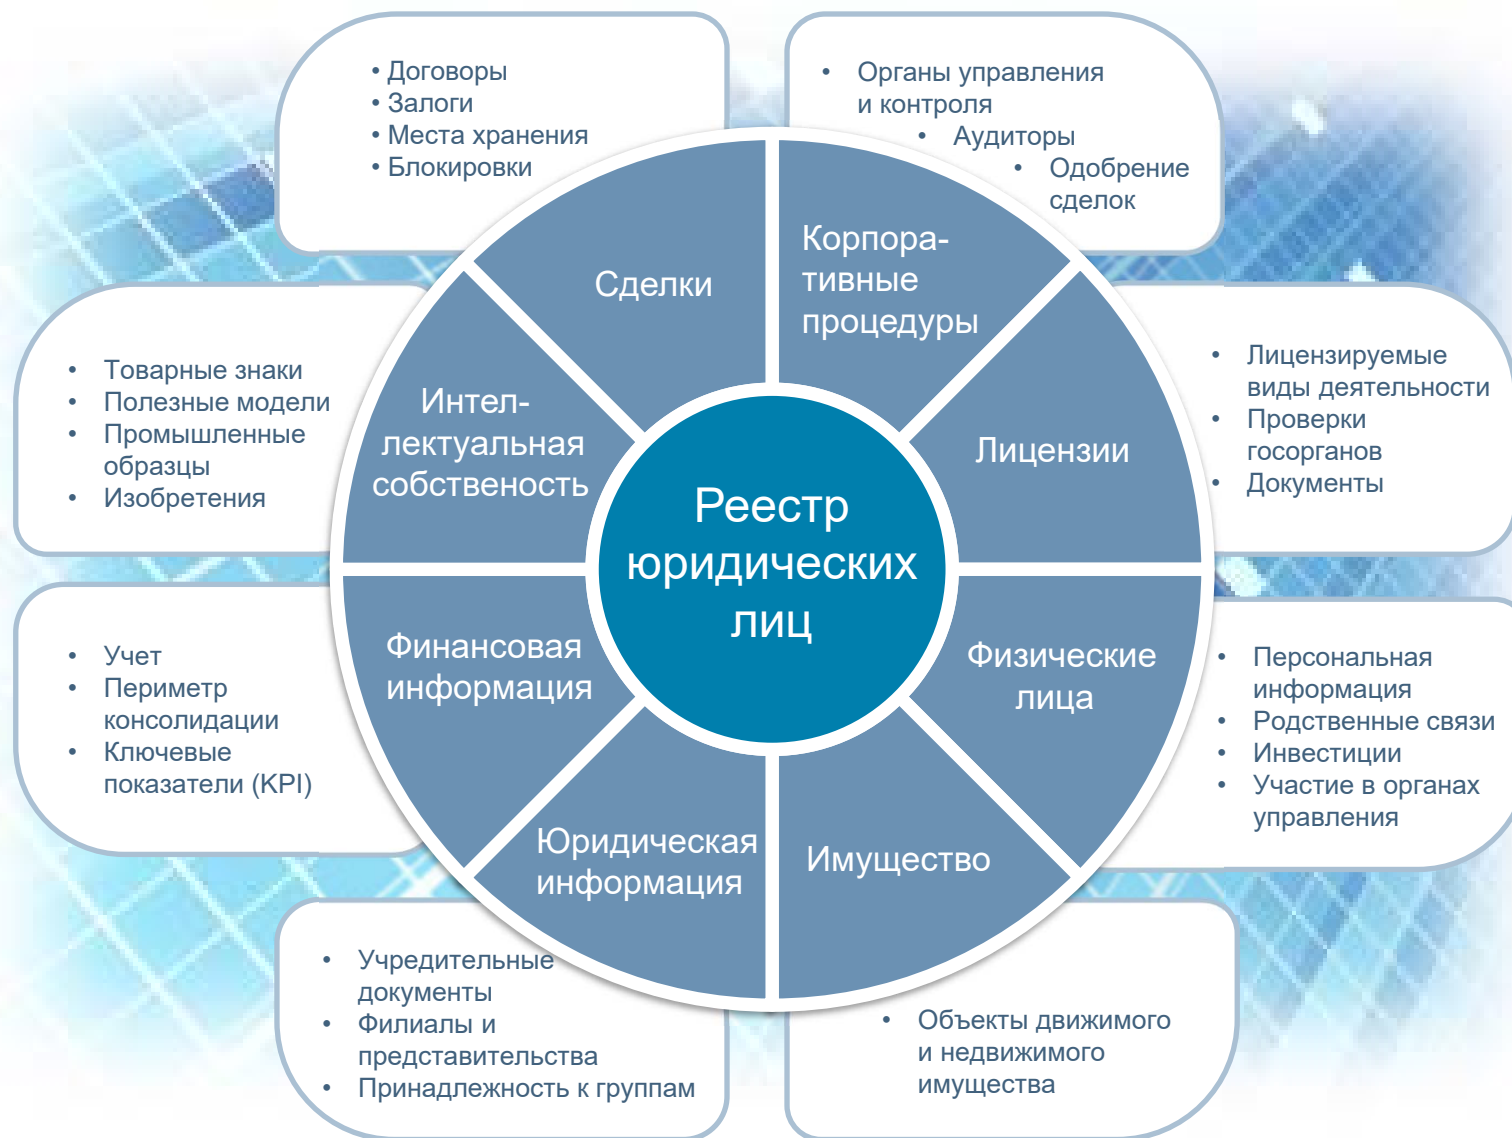 • Договоры
• Залоги
• Места хранения
• Блокировки
• Органы управления
и контроля
• Аудиторы
• Одобрение
сделок
Сделки
Корпора-
тивные
процедуры
• Товарные знаки
• Полезные модели
• Промышленные
образцы
• Изобретения
Интел-
лектуальная
собственость
Лицензии
• Лицензируемые
виды деятельности
• Проверки
госорганов
• Документы
Реестр
юридических
лиц
• Учет
• Периметр
консолидации
• Ключевые
показатели (KPI)
Финансовая
информация
Физические
лица
• Персональная
информация
• Родственные связи
• Инвестиции
• Участие в органах
управления
Юридическая
информация
Имущество
• Учредительные
документы
• Филиалы и
представительства
• Принадлежность к группам
• Объекты движимого
и недвижимого
имущества